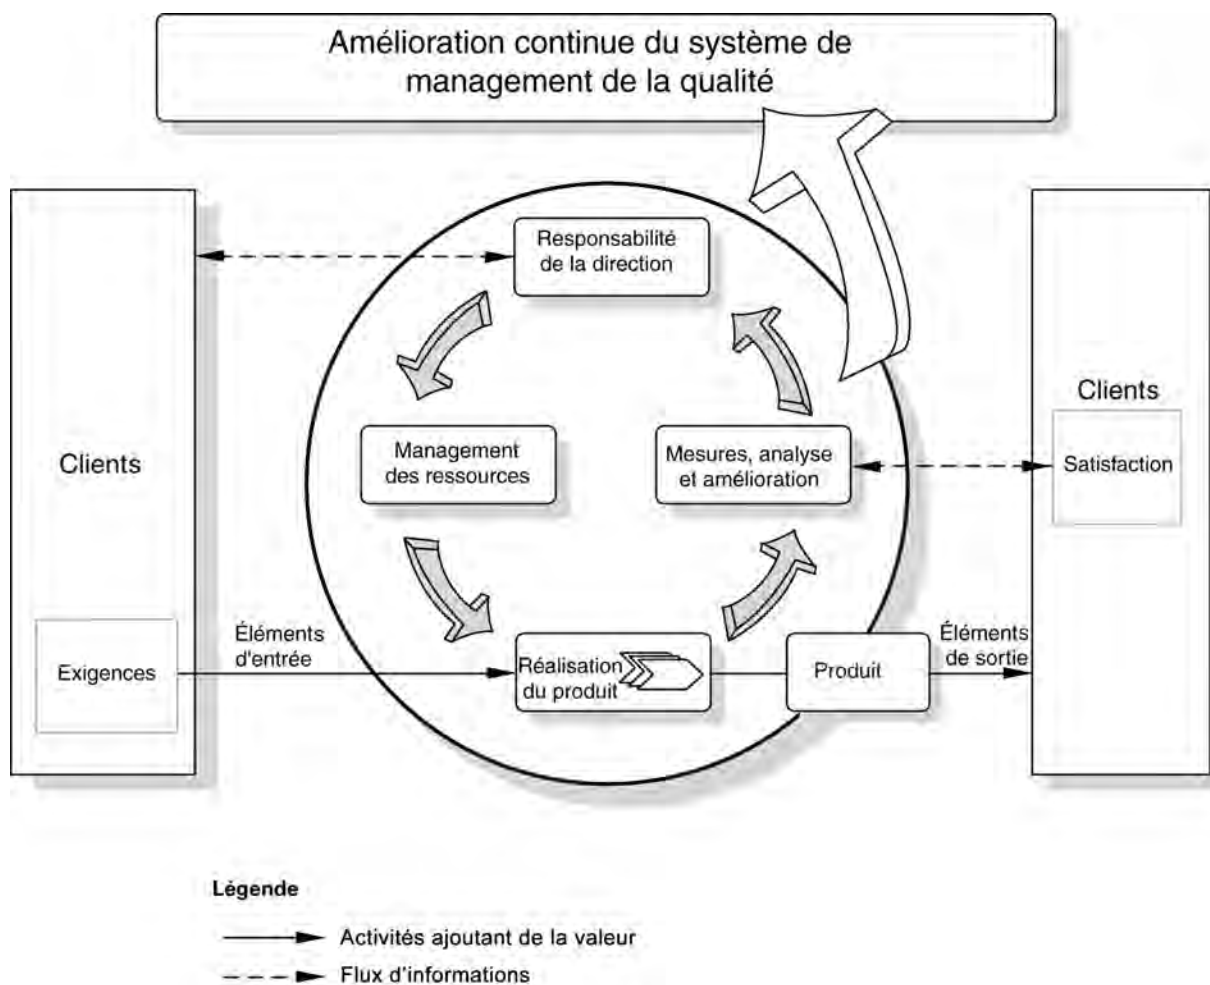 Amélioration continue du système de
management de la qualité
Responsabilité
de la direction
Clients
Management
des ressources
Mesures, analyse
et amélioration
Clients
Satisfaction
Exigences
Éléments
d'entrée
Réalisation
du produit
Produit
Éléments
de sortie
Légende
Activités ajoutant de la valeur
Flux d'informations